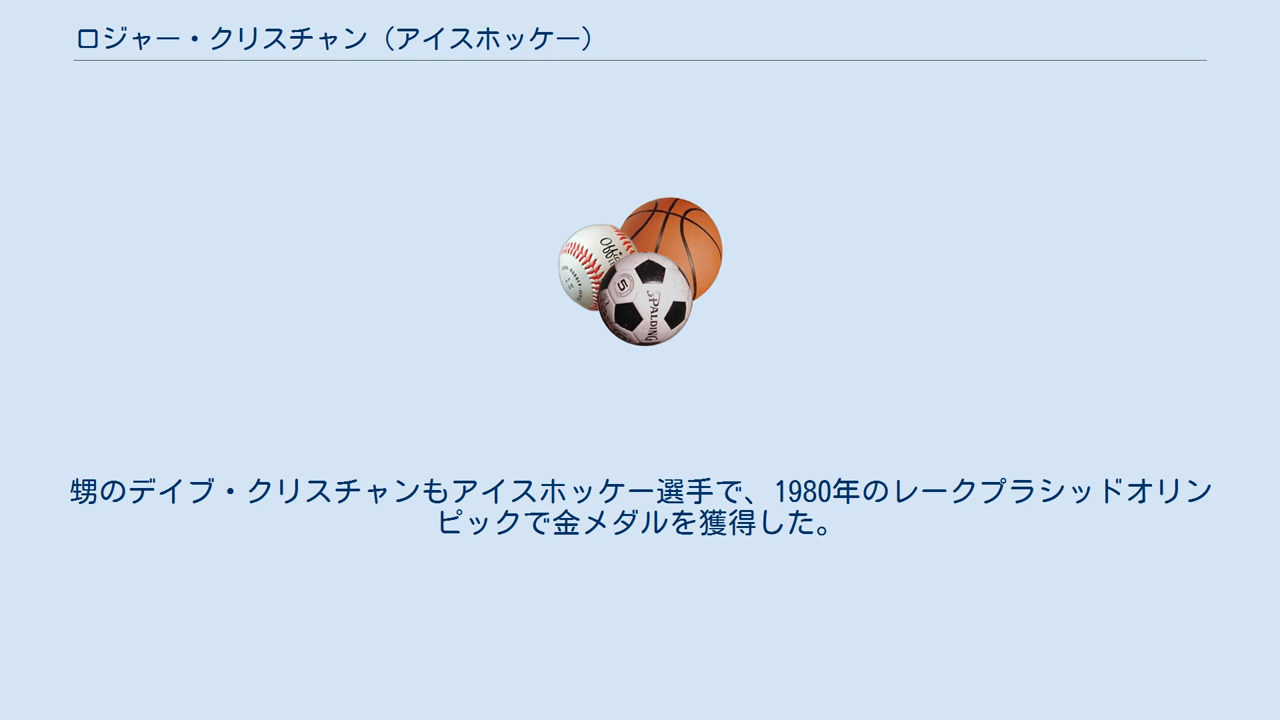 ロジャー・クリスチャン（アイスホッケー）
Offic
5
SPALDING
甥のデイブ・クリスチャンもアイスホッケー選手で、1980年のレークプラシッドオリン
ピックで金メダルを獲得した。